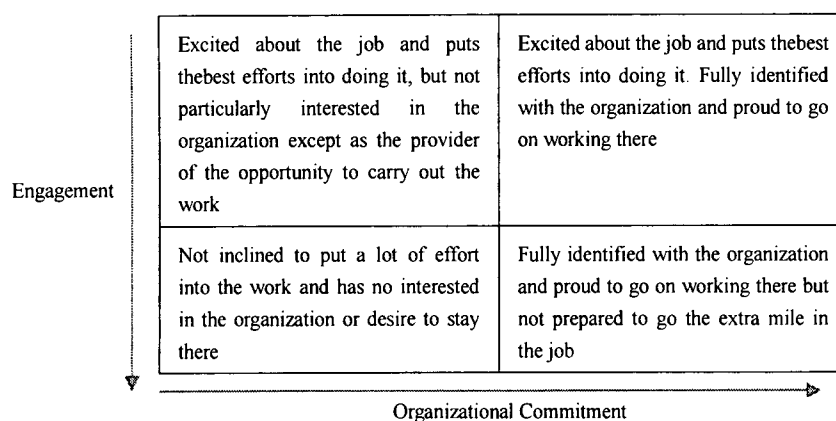 Excited about the job and puts
thebest efforts into doing it, but not
particularly interested in the
organization except as the provider
of the opportunity to carry out the
work
Excited about the job and puts thebest
efforts into doing it. Fully identified
with the organization and proud to go
on working there
Engagement
Not inclined to put a lot of effort
into the work and has no interested
in the organization or desire to stay
there
Fully identified with the organization
and proud to go on working there but
not prepared to go the extra mile in
the job
Organizational Commitment